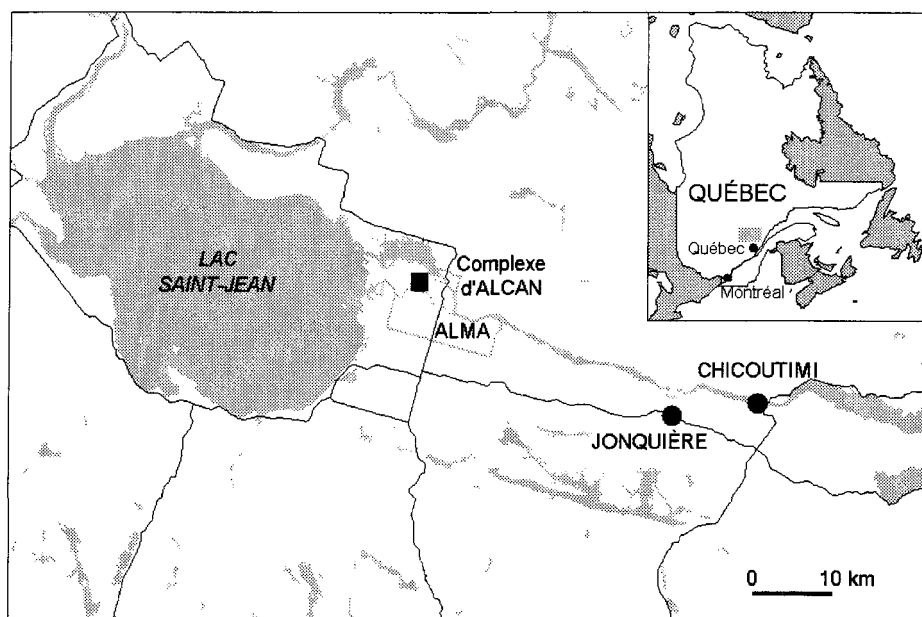 QUÉBEC
Québec
Montréal
LAC
SAINT-JEAN
Complexe
d'ALCAN
ALMA
CHICOUTIMI
JONQUIÈRE
0 10 km